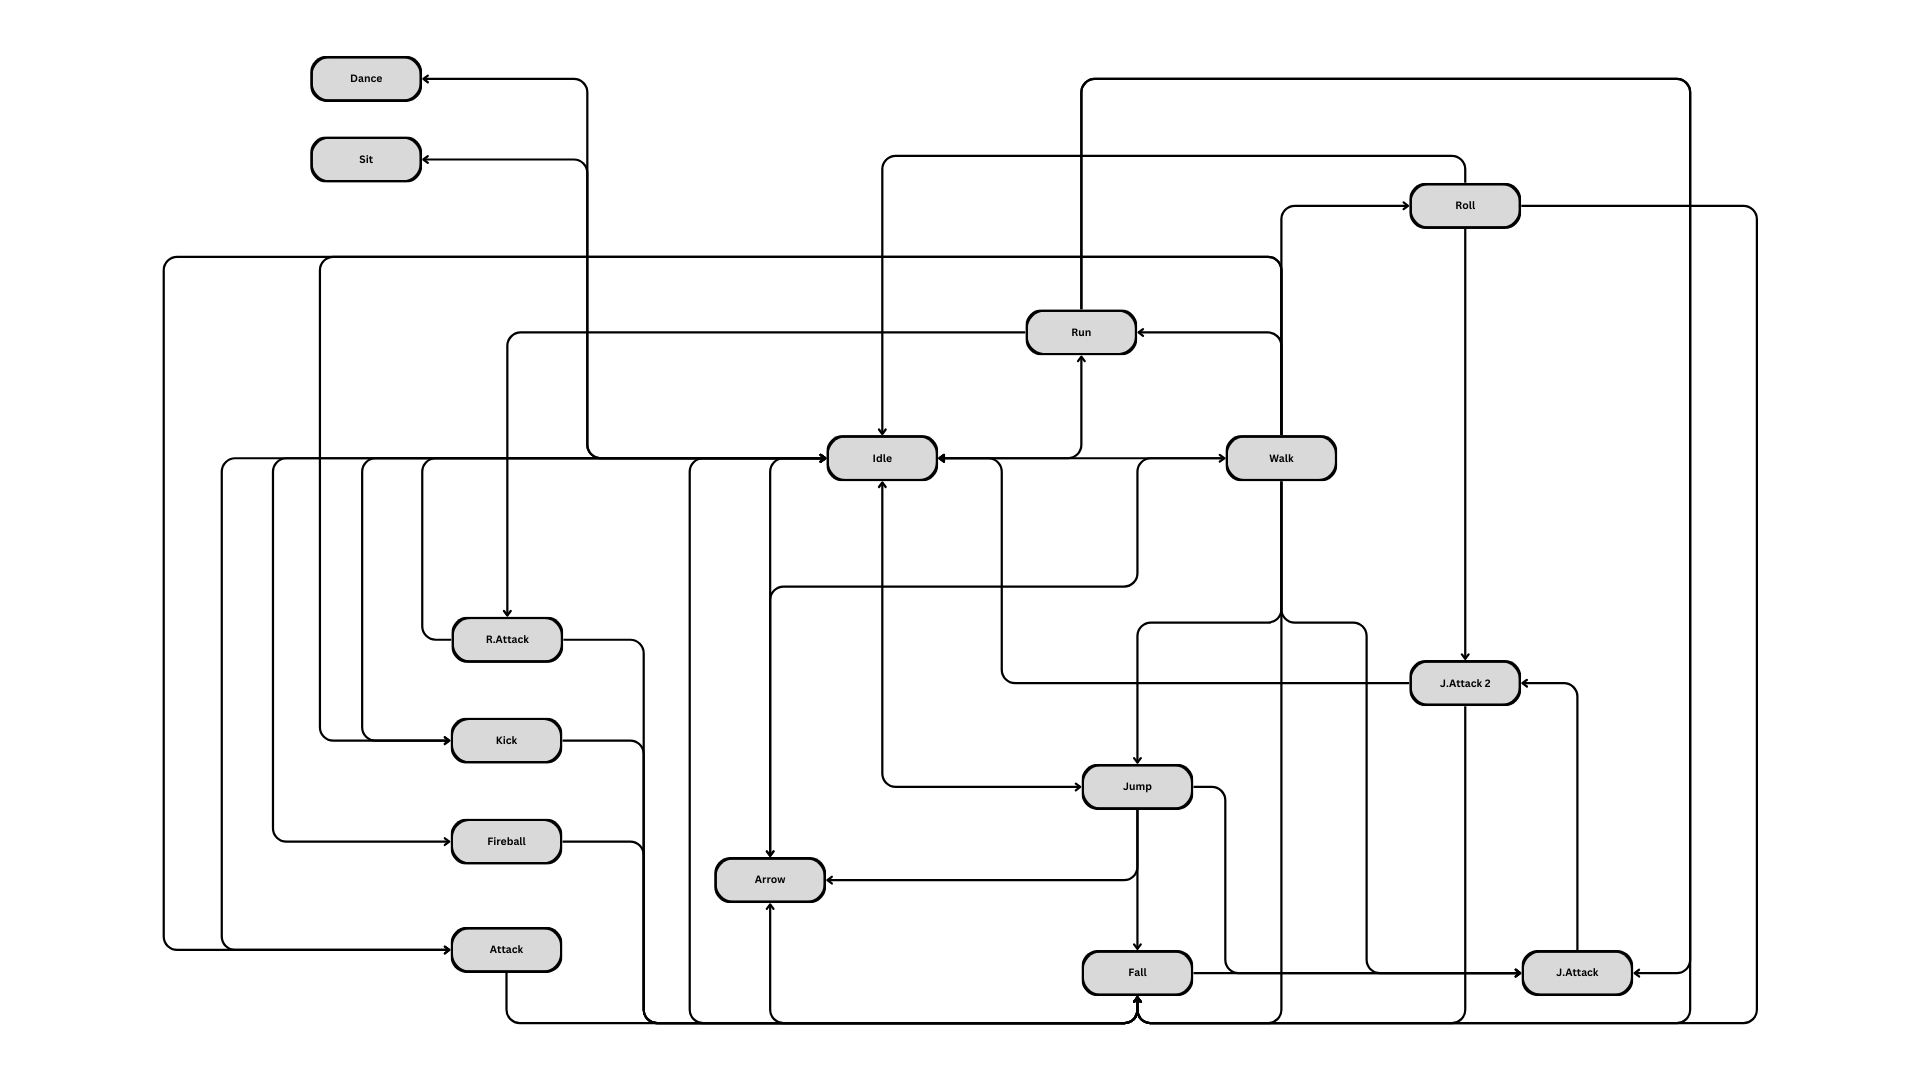 Dance
Sit
Roll
Run
Idle
Walk
R.Attack
J.Attack 2
Kick
Jump
Fireball
Arrow
Attack
Fall
J.Attack